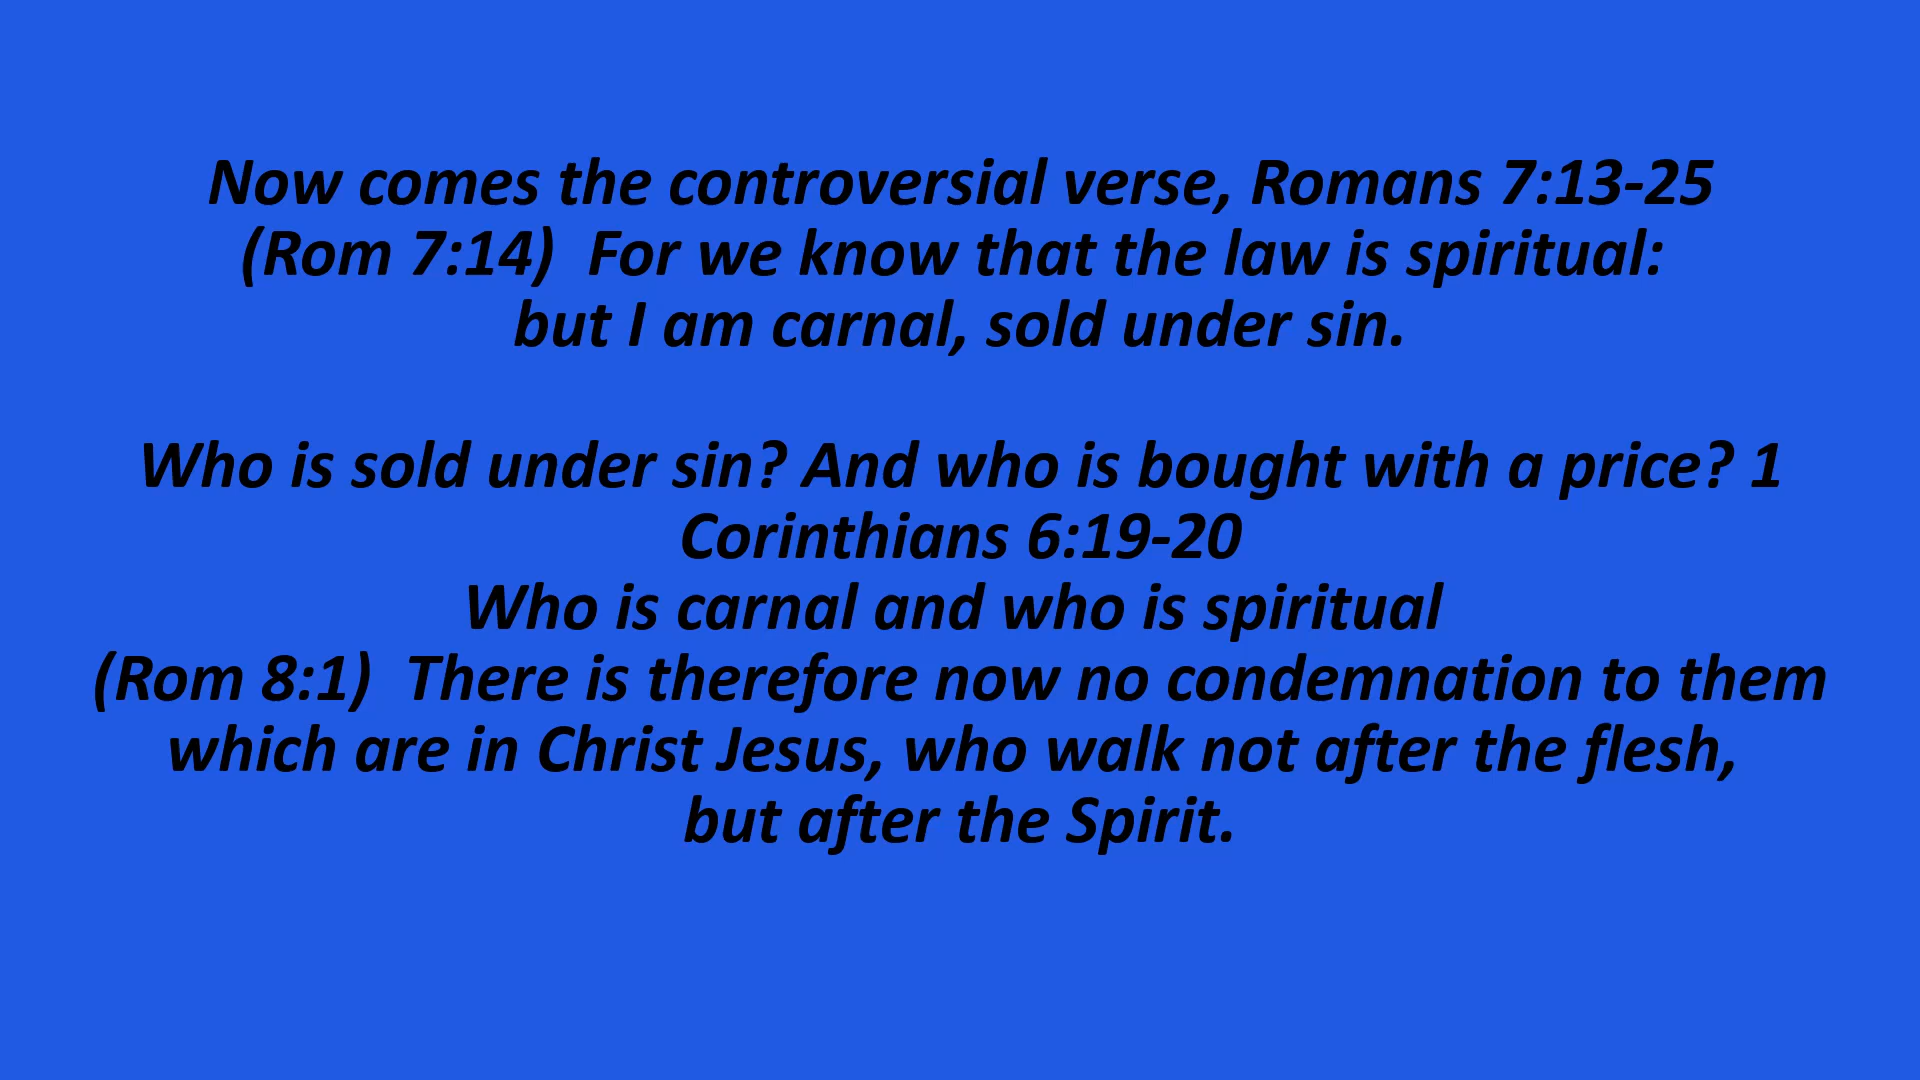 Now comes the controversial verse, Romans 7:13-25
(Rom 7:14)  For we know that the law is spiritual:
but I am carnal, sold under sin.
Who is sold under sin? And who is bought with a price? 1
Corinthians 6:19-20
Who is carnal and who is spiritual
(Rom 8:1)  There is therefore now no condemnation to them
which are in Christ Jesus, who walk not after the flesh,
but after the Spirit.